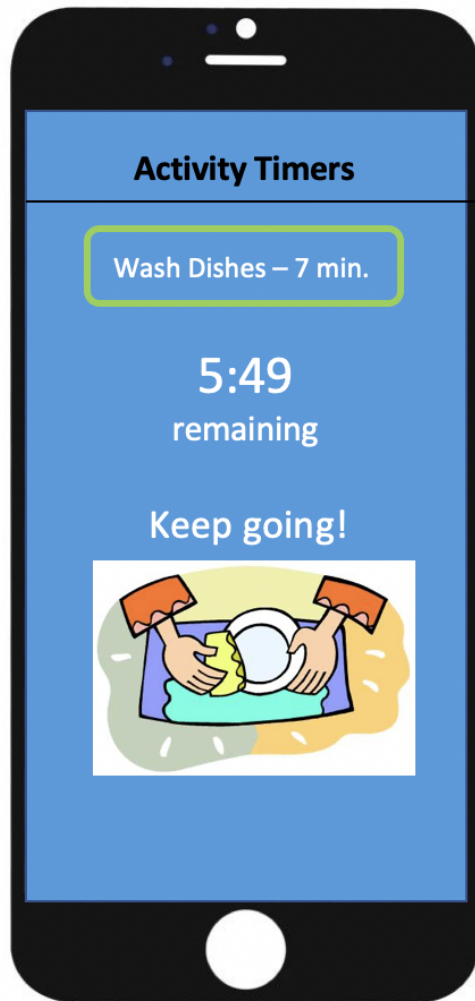 Activity Timers
Wash Dishes – 7 min.
5:49
remaining
Keep going!